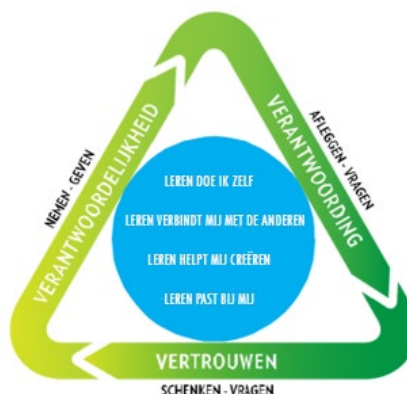 NEMEN - GEVEN
VERANTWOORDELIJKHEID
VERANTWOORDING
AFLEGGEN - VRAGEN
LEREN DOE IK ZELF
LEREN VERBINDT MIJ MET DE ANDEREN
LEREN HELPT MIJ CREËREN
LEREN PAST BIJ MIJ
VERTROUWEN
SCHENKEN - VRAGEN